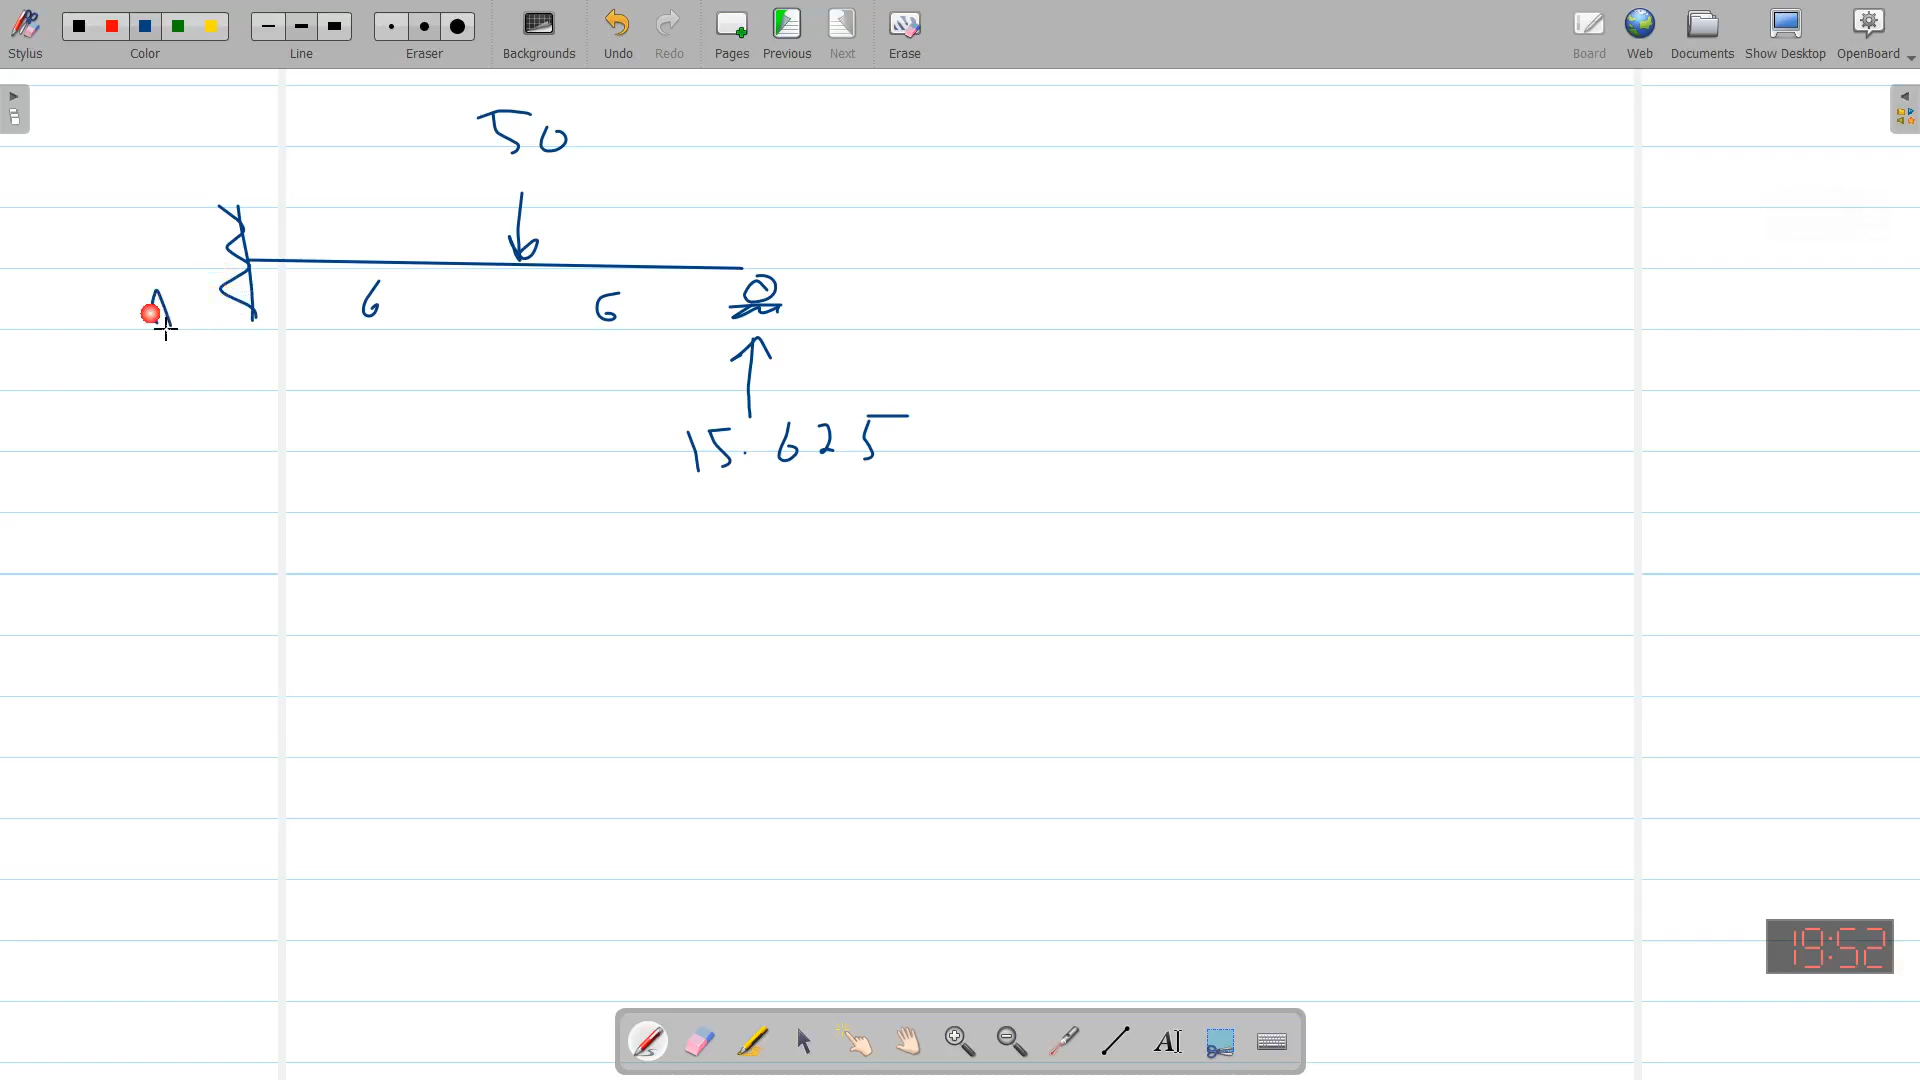 Stylus Color Line Eraser Backgrounds Undo Redo Pages Previous Next Erase Board Web Documents Show Desktop OpenBoard
50
6 6
A
15.625
19:52
AI